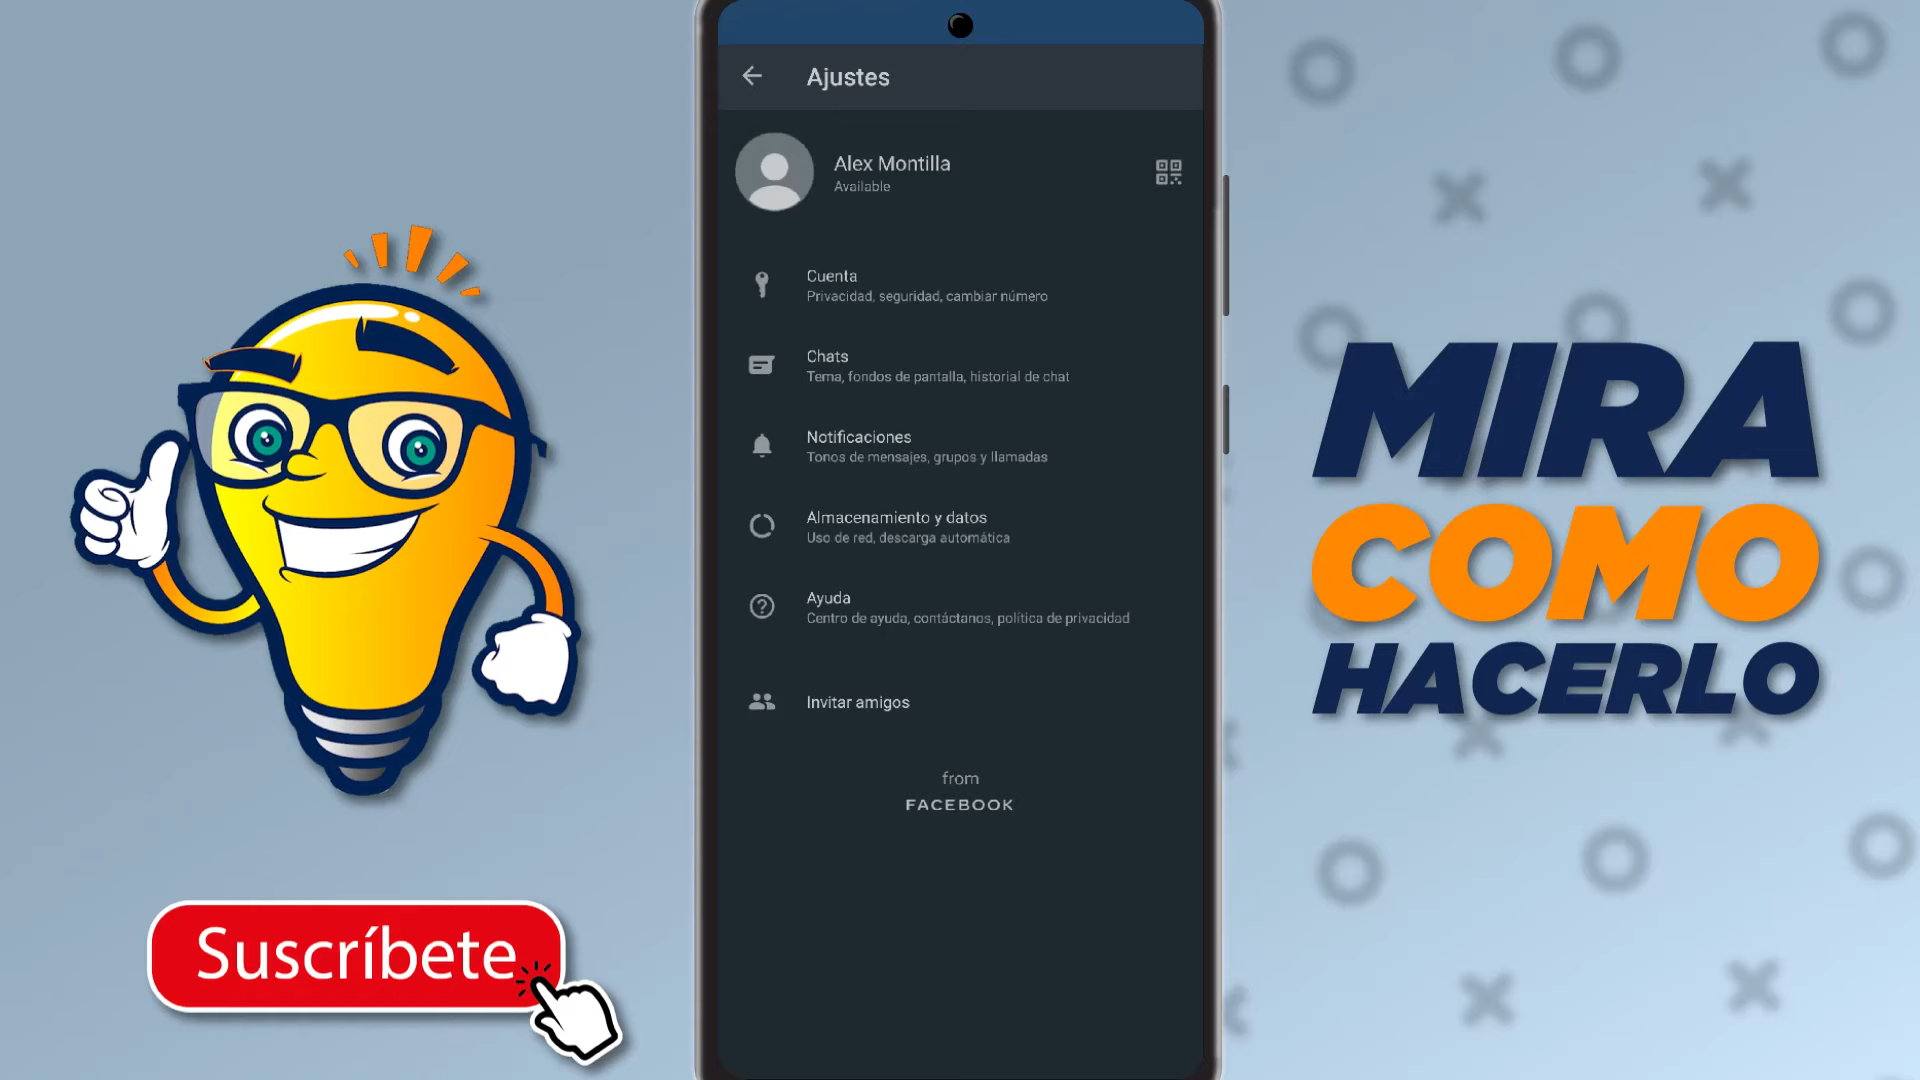 Ajustes
Alex Montilla
Available
Cuenta
Privacidad, seguridad, cambiar número
Chats
Tema, fondos de pantalla, historial de chat
Notificaciones
Tonos de mensajes, grupos y llamadas
Almacenamiento y datos
Uso de red, descarga automática
Ayuda
Centro de ayuda, contáctanos, política de privacidad
Invitar amigos
from
FACEBOOK
Suscríbete
MIRA
COMO
HACERLO